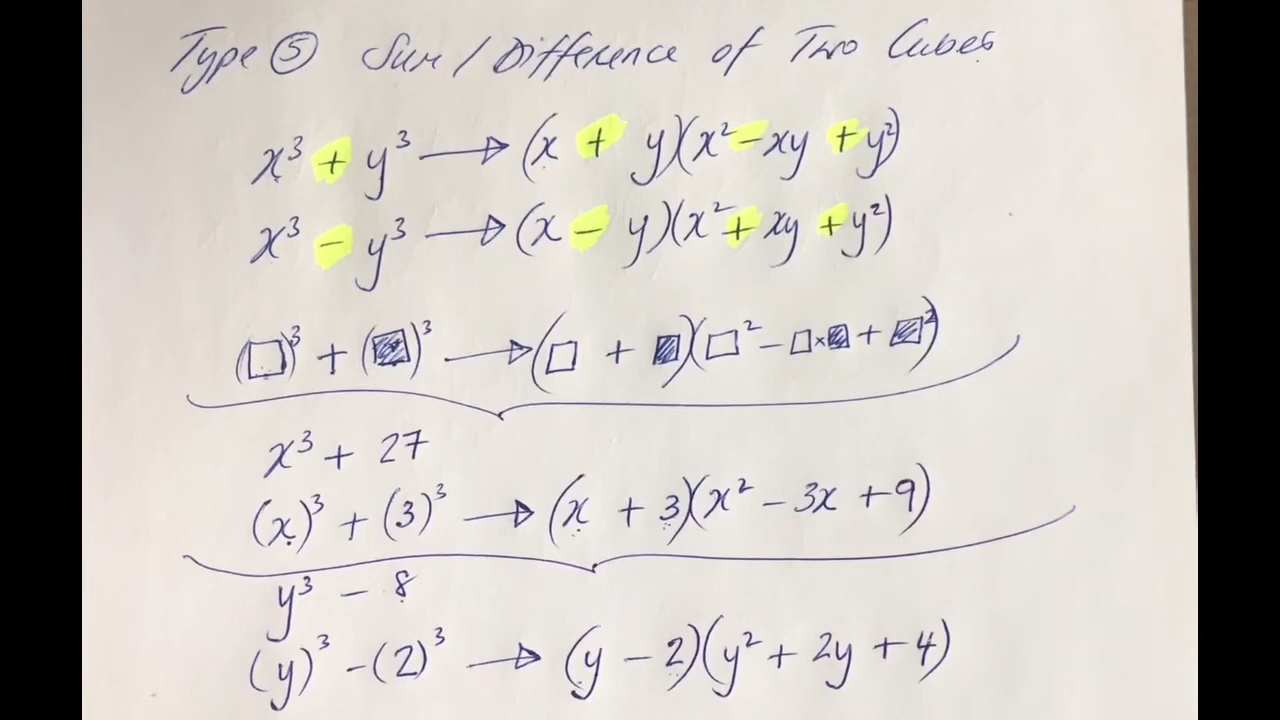 Type ⑤ Sum / Difference of Two Cubes
x³ + y³ → (x + y)(x² - xy + y²)
x³ - y³ → (x - y)(x² + xy + y²)
(□)³ + (■)³ → (□ + ■)(□² - □×■ + ■²)
x³ + 27
(x)³ + (3)³ → (x + 3)(x² - 3x + 9)
y³ - 8
(y)³ - (2)³ → (y - 2)(y² + 2y + 4)